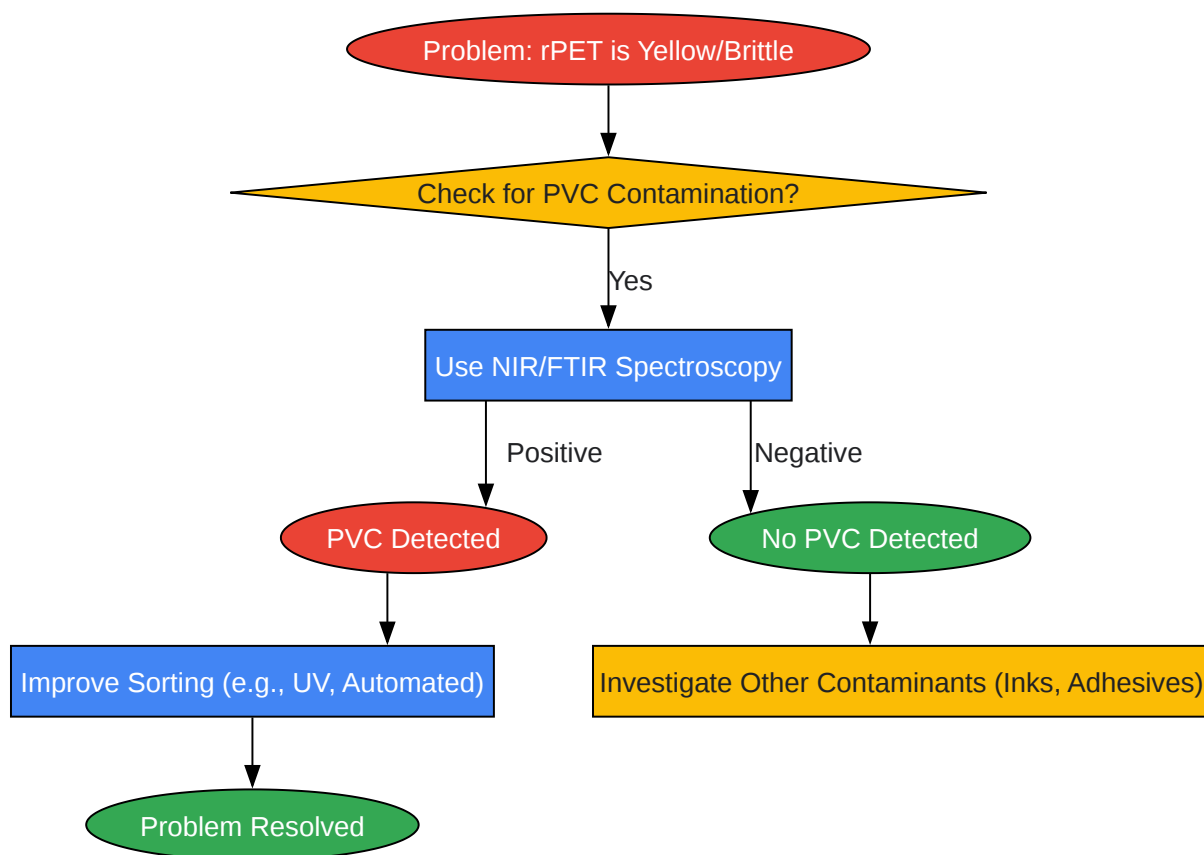 Problem: rPET is Yellow/Brittle
Check for PVC Contamination?
Yes
Use NIR/FTIR Spectroscopy
Positive
Negative
PVC Detected
No PVC Detected
Improve Sorting (e.g., UV, Automated)
Investigate Other Contaminants (Inks, Adhesives)
Problem Resolved